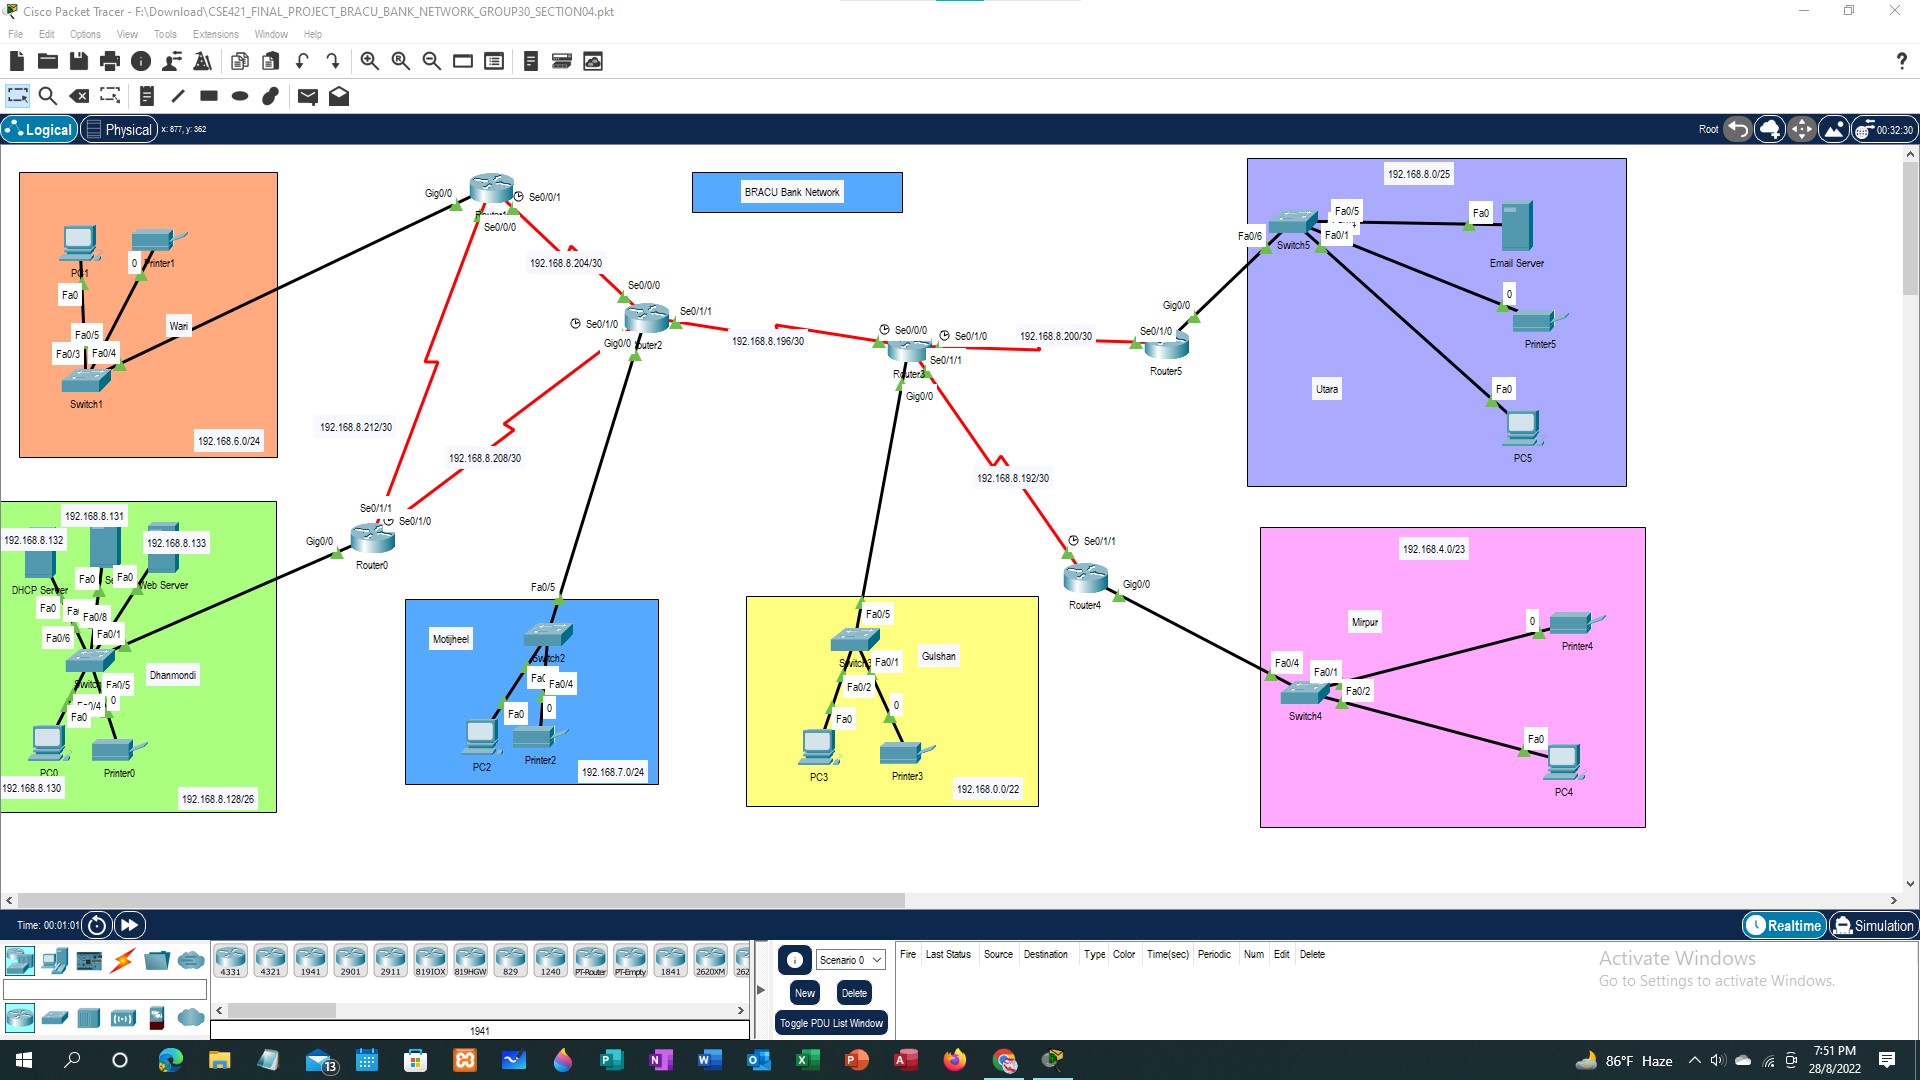 Cisco Packet Tracer - F:\Download\CSE421_FINAL_PROJECT_BRACU_BANK_NETWORK_GROUP30_SECTION04.pkt
File Edit Options View Tools Extensions Window Help
Logical Physical x: 877, y: 362 Root 00:32:30
BRACU Bank Network
PC1
Printer1
0
Fa0
Fa0/5
Fa0/3 Fa0/4
Switch1
Wari
192.168.6.0/24
Gig0/0
Se0/0/1
Se0/0/0
192.168.8.204/30
Se0/0/0
Se0/1/0
Se0/1/1
Gig0/0
192.168.8.196/30
192.168.8.212/30
192.168.8.208/30
Se0/1/1
Se0/1/0
Gig0/0
Router0
Se0/0/0
Se0/1/0
Se0/1/1
Router3
Gig0/0
192.168.8.200/30
Gig0/0
Se0/1/0
Router5
192.168.8.192/30
Se0/1/1
Gig0/0
Router4
192.168.8.0/25
Fa0/5
Fa0/1
Fa0/6
Switch5
Fa0
Email Server
0
Printer5
Utara
Fa0
PC5
192.168.8.131
192.168.8.132
192.168.8.133
DHCP Server
Web Server
Fa0
Fa0
Fa0
Fa0/8
Fa0/6
Fa0/1
Fa0/5
Dhanmondi
0
Fa0
PC0
Printer0
192.168.8.130
192.168.8.128/26
Fa0/5
Motijheel
Switch2
Fa0/4
Fa0
0
PC2
Printer2
192.168.7.0/24
Fa0/5
Gulshan
Fa0/1
Fa0/2
Fa0
0
PC3
Printer3
192.168.0.0/22
192.168.4.0/23
Mirpur
0
Printer4
Fa0/4
Fa0/1
Fa0/2
Switch4
Fa0
PC4
Time: 00:01:01 Realtime Simulation
4331 4321 1941 2901 2911 819IOX 819HGW 829 1240 PT-Router PT-Empty 1841 2620XM 262
1941
Scenario 0
New Delete
Toggle PDU List Window
Fire Last Status Source Destination Type Color Time(sec) Periodic Num Edit Delete
Activate Windows
Go to Settings to activate Windows.
13
86°F Haze
7:51 PM
28/8/2022